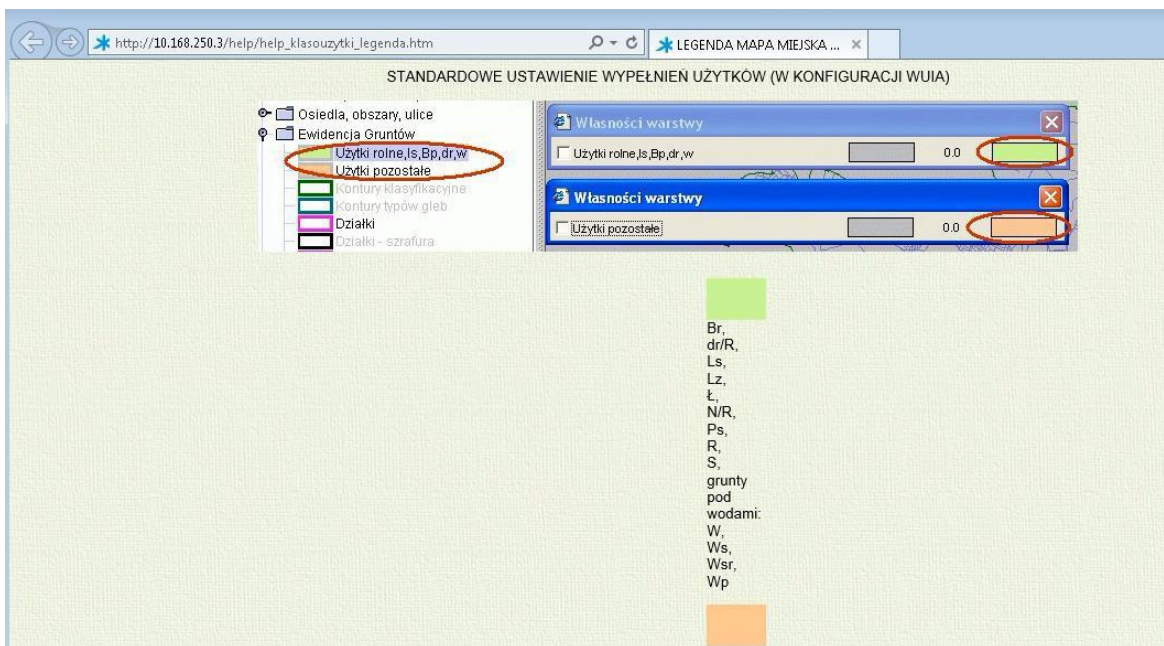 http://10.168.250.3/help/help_klasouzytki_legenda.htm
LEGENDA MAPA MIEJSKA ...
STANDARDOWE USTAWIENIE WYPEŁNIEŃ UŻYTKÓW (W KONFIGURACJI WUIA)
Osiedla, obszary, ulice
Ewidencja Gruntów
Użytki rolne,ls,Bp,dr,w
Użytki pozostałe
Kontury klasyfikacyjne
Kontury typów gleb
Działki
Działki - szrafura
Własności warstwy
Użytki rolne,ls,Bp,dr,w
0.0
Własności warstwy
Użytki pozostałe
0.0
Br,
dr/R,
Ls,
Lz,
Ł,
N/R,
Ps,
R,
S,
grunty
pod
wodami:
W,
Ws,
Wsr,
Wp